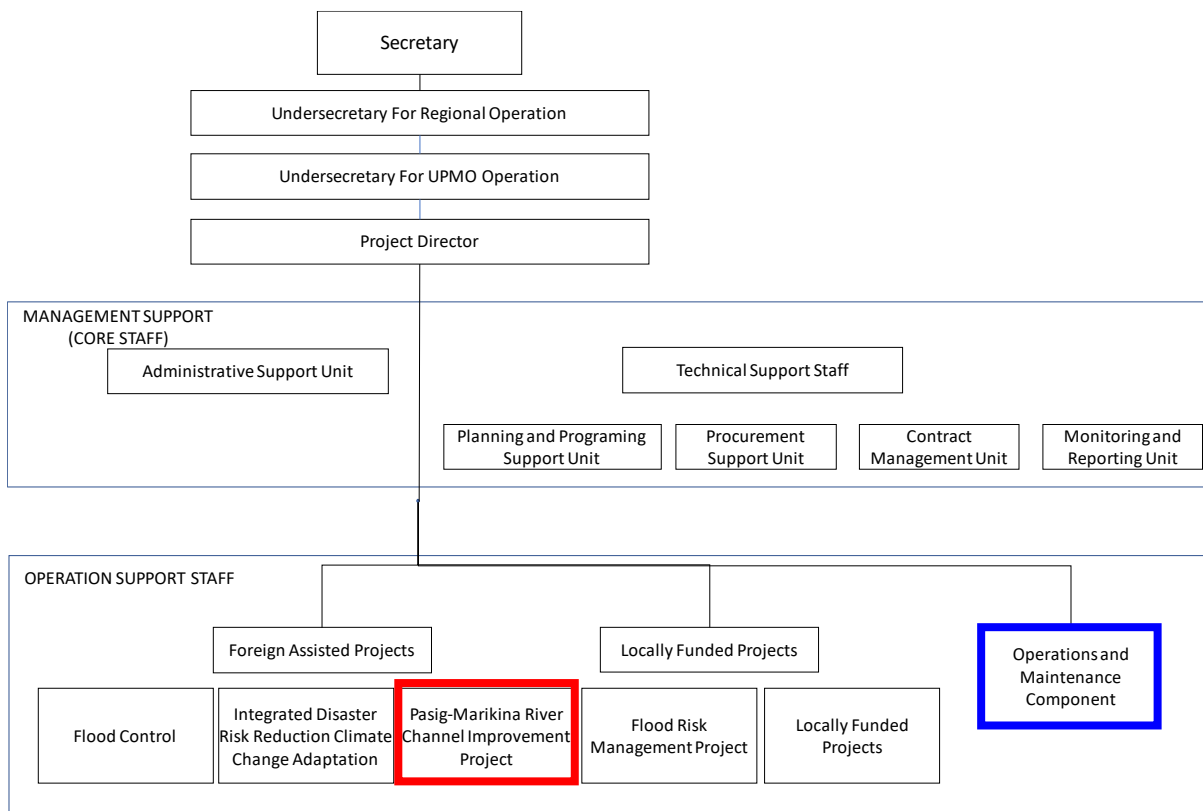 Secretary
Undersecretary For Regional Operation
Undersecretary For UPMO Operation
Project Director
MANAGEMENT SUPPORT
(CORE STAFF)
Administrative Support Unit
Technical Support Staff
Planning and Programing
Support Unit
Procurement
Support Unit
Contract
Management Unit
Monitoring and
Reporting Unit
OPERATION SUPPORT STAFF
Foreign Assisted Projects
Locally Funded Projects
Operations and
Maintenance
Component
Flood Control
Integrated Disaster
Risk Reduction Climate
Change Adaptation
Pasig-Marikina River
Channel Improvement
Project
Flood Risk
Management Project
Locally Funded
Projects